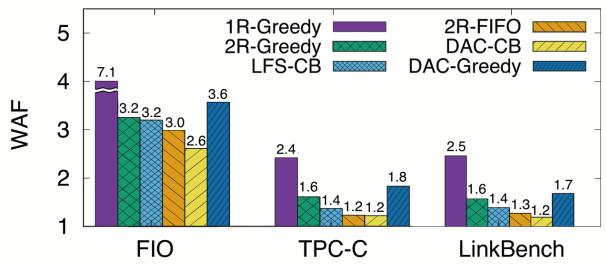 WAF
5
4
3
2
1
1R-Greedy
2R-Greedy
LFS-CB
2R-FIFO
DAC-CB
DAC-Greedy
7.1
3.2
3.2
3.0
2.6
3.6
2.4
1.6
1.4
1.2
1.2
1.8
2.5
1.6
1.4
1.3
1.2
1.7
FIO
TPC-C
LinkBench